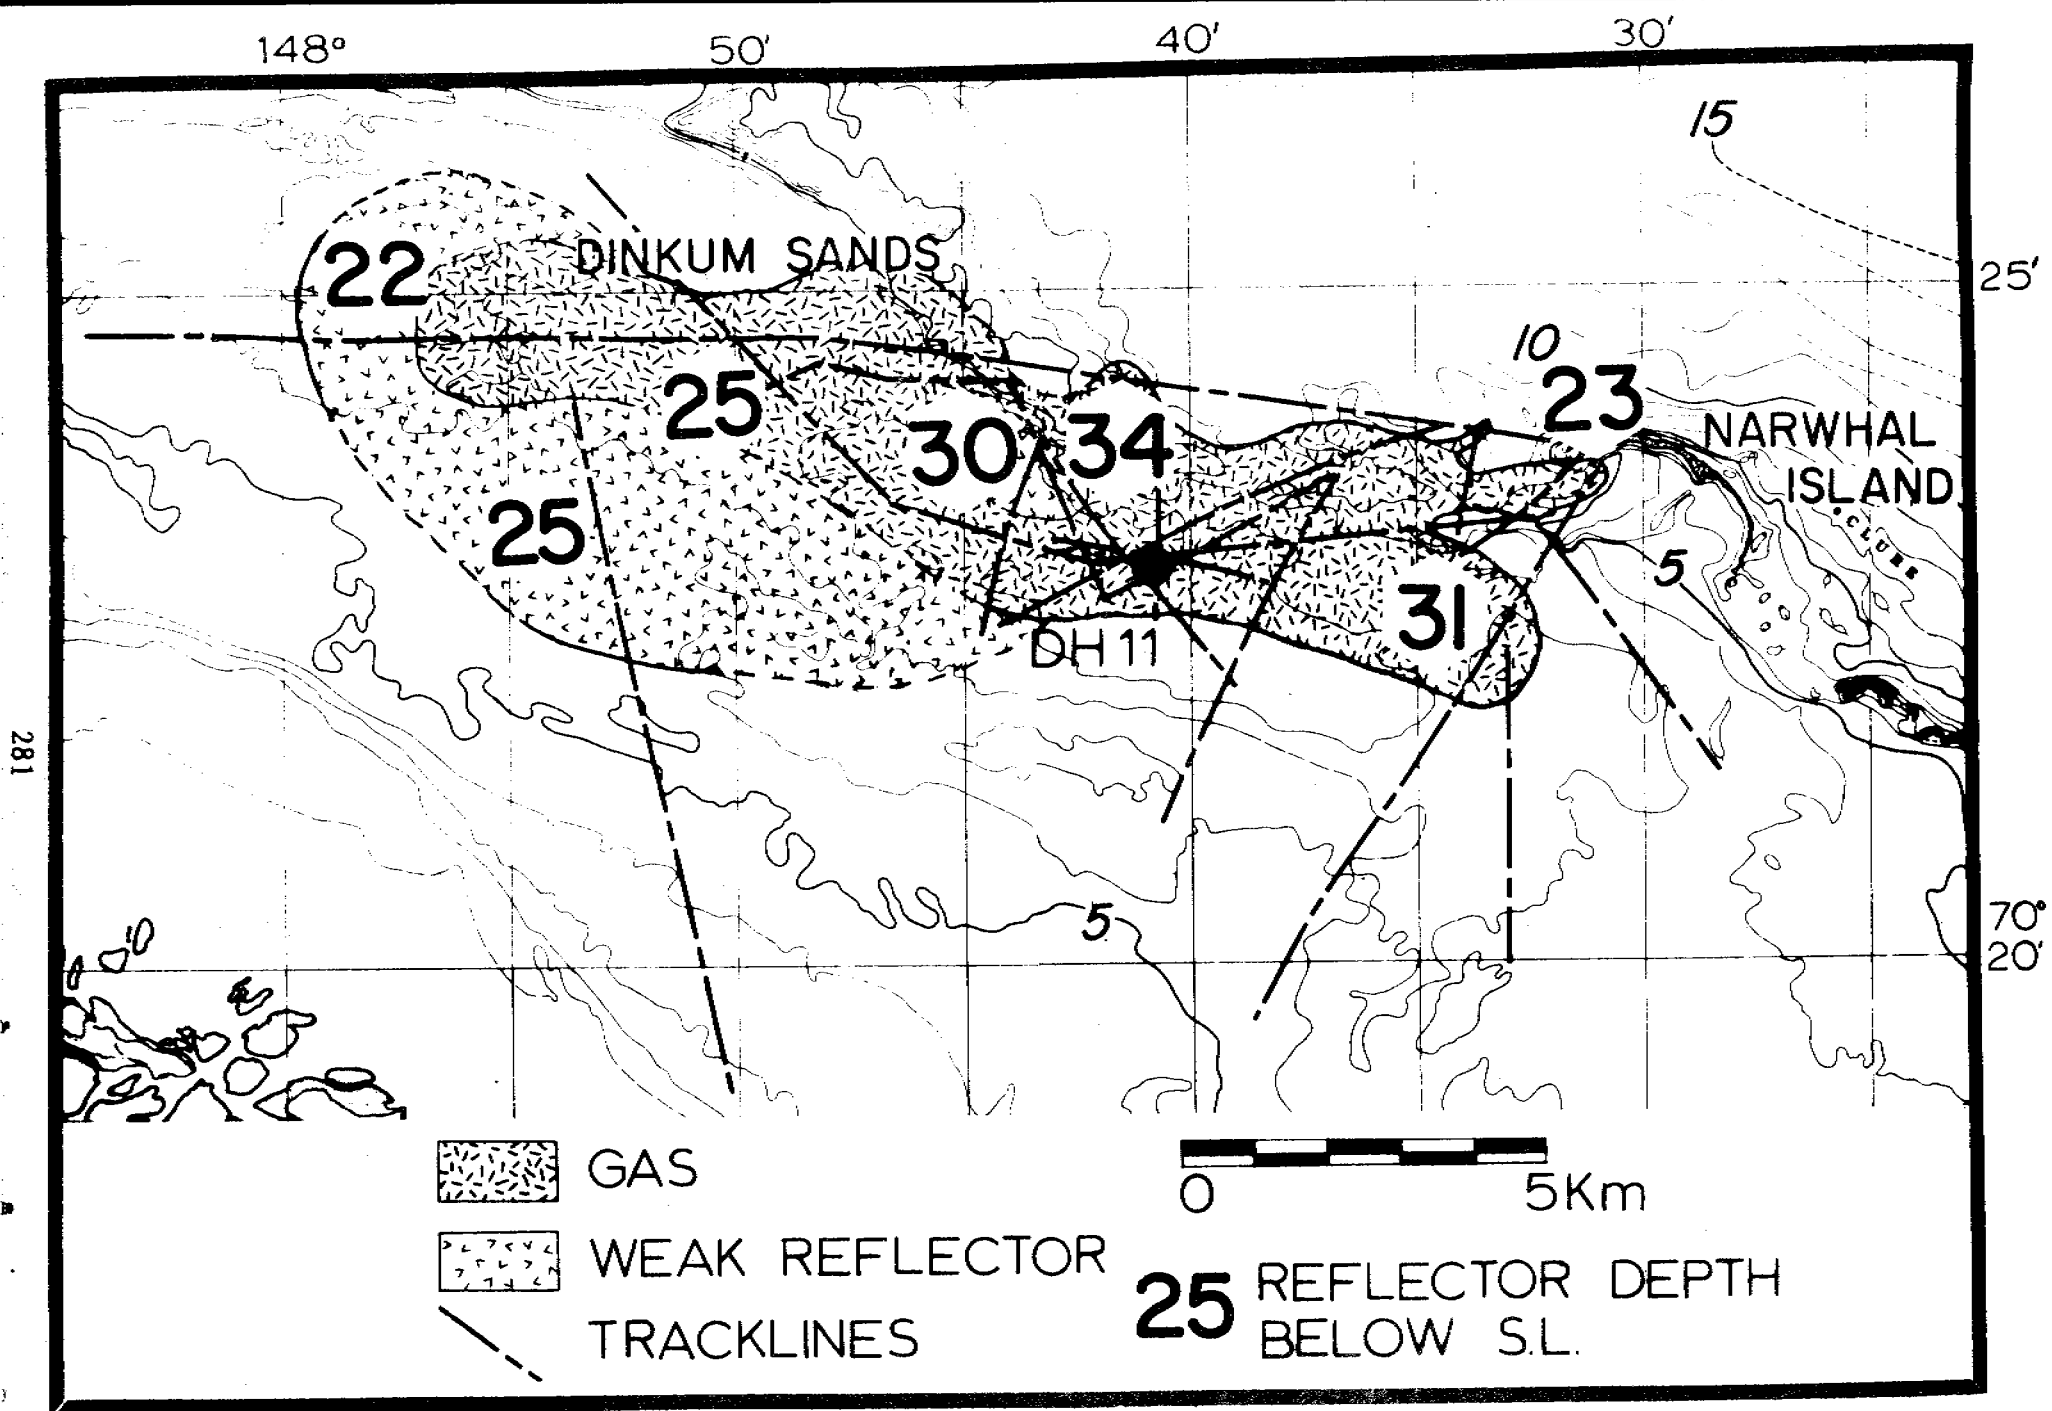 148° 50' 40' 30'
15
DINKUM SANDS
22
25'
10
23
25
30
34
NARWHAL
ISLAND
25
5
31
DH 11
281
5
70°
20'
GAS
0 5Km
WEAK REFLECTOR
TRACKLINES
25 REFLECTOR DEPTH
BELOW S.L.